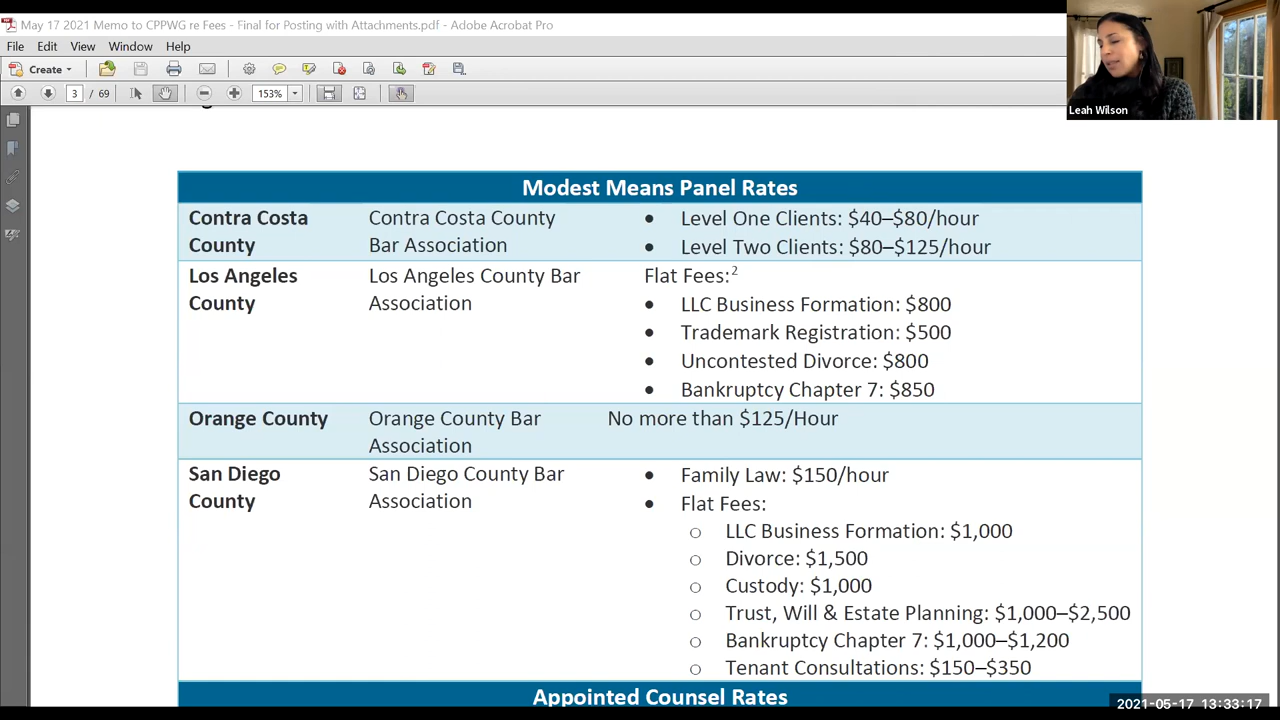 May 17 2021 Memo to CPPWG re Fees - Final for Posting with Attachments.pdf - Adobe Acrobat Pro
File Edit View Window Help
Create
3 / 69
153%
Leah Wilson
Modest Means Panel Rates
Contra Costa County
Contra Costa County Bar Association
• Level One Clients: $40–$80/hour
• Level Two Clients: $80–$125/hour
Los Angeles County
Los Angeles County Bar Association
Flat Fees:2
• LLC Business Formation: $800
• Trademark Registration: $500
• Uncontested Divorce: $800
• Bankruptcy Chapter 7: $850
Orange County
Orange County Bar Association
No more than $125/Hour
San Diego County
San Diego County Bar Association
• Family Law: $150/hour
• Flat Fees:
o LLC Business Formation: $1,000
o Divorce: $1,500
o Custody: $1,000
o Trust, Will & Estate Planning: $1,000–$2,500
o Bankruptcy Chapter 7: $1,000–$1,200
o Tenant Consultations: $150–$350
Appointed Counsel Rates
2021-05-17 13:33:17